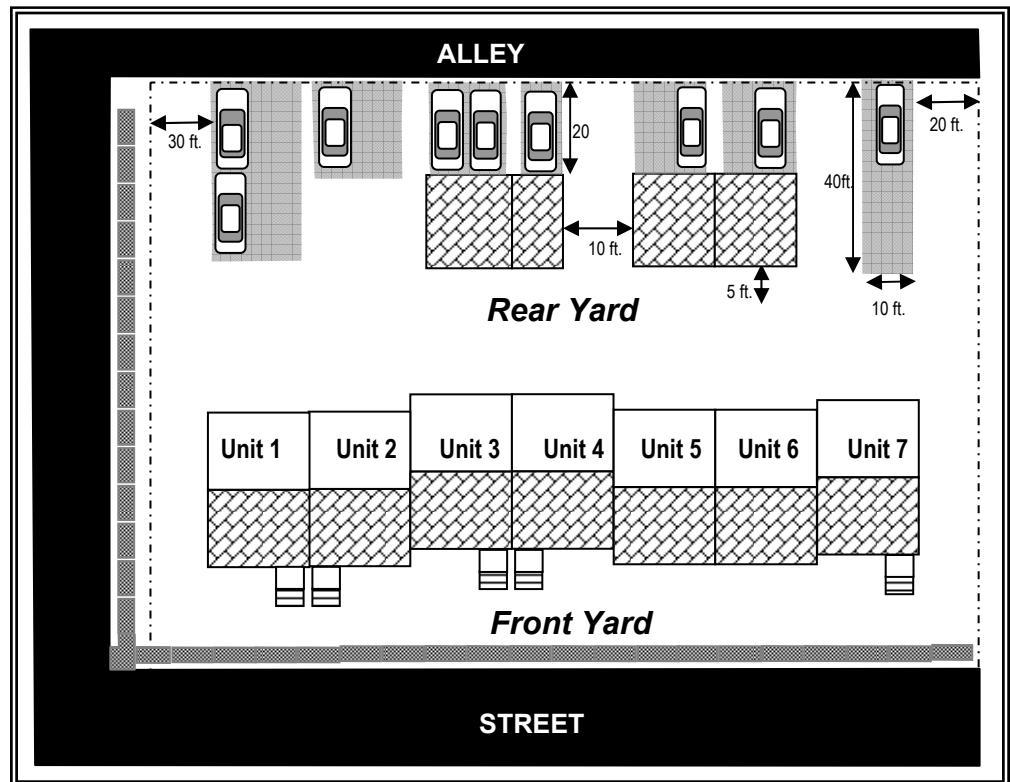 ALLEY
30 ft.
20
20 ft.
40ft.
10 ft.
5 ft.
10 ft.
Rear Yard
Unit 1
Unit 2
Unit 3
Unit 4
Unit 5
Unit 6
Unit 7
Front Yard
STREET